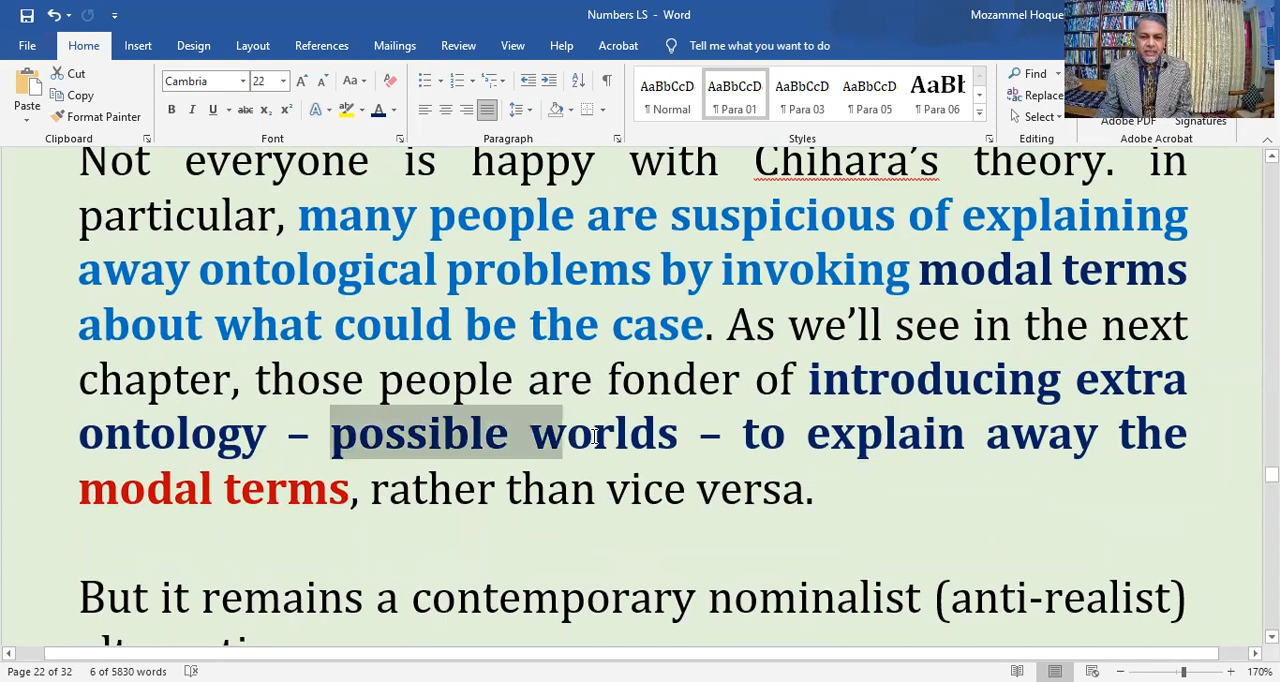 Numbers LS - Word
Mozammel Hoque
File Home Insert Design Layout References Mailings Review View Help Acrobat Tell me what you want to do
Paste
Cut
Copy
Format Painter
Clipboard
Cambria 22
Font
Paragraph
AaBbCcD AaBbCcD AaBbCcD AaBbCcD AaBb
¶ Normal ¶ Para 01 ¶ Para 03 ¶ Para 05 ¶ Para 06
Styles
Find
Replace
Select
Editing
Adobe PDF Signatures
Adobe Acrobat
Not everyone is happy with Chihara’s theory. in
particular, many people are suspicious of explaining
away ontological problems by invoking modal terms
about what could be the case. As we’ll see in the next
chapter, those people are fonder of introducing extra
ontology – possible worlds – to explain away the
modal terms, rather than vice versa.
But it remains a contemporary nominalist (anti-realist)
Page 22 of 32 6 of 5830 words
170%